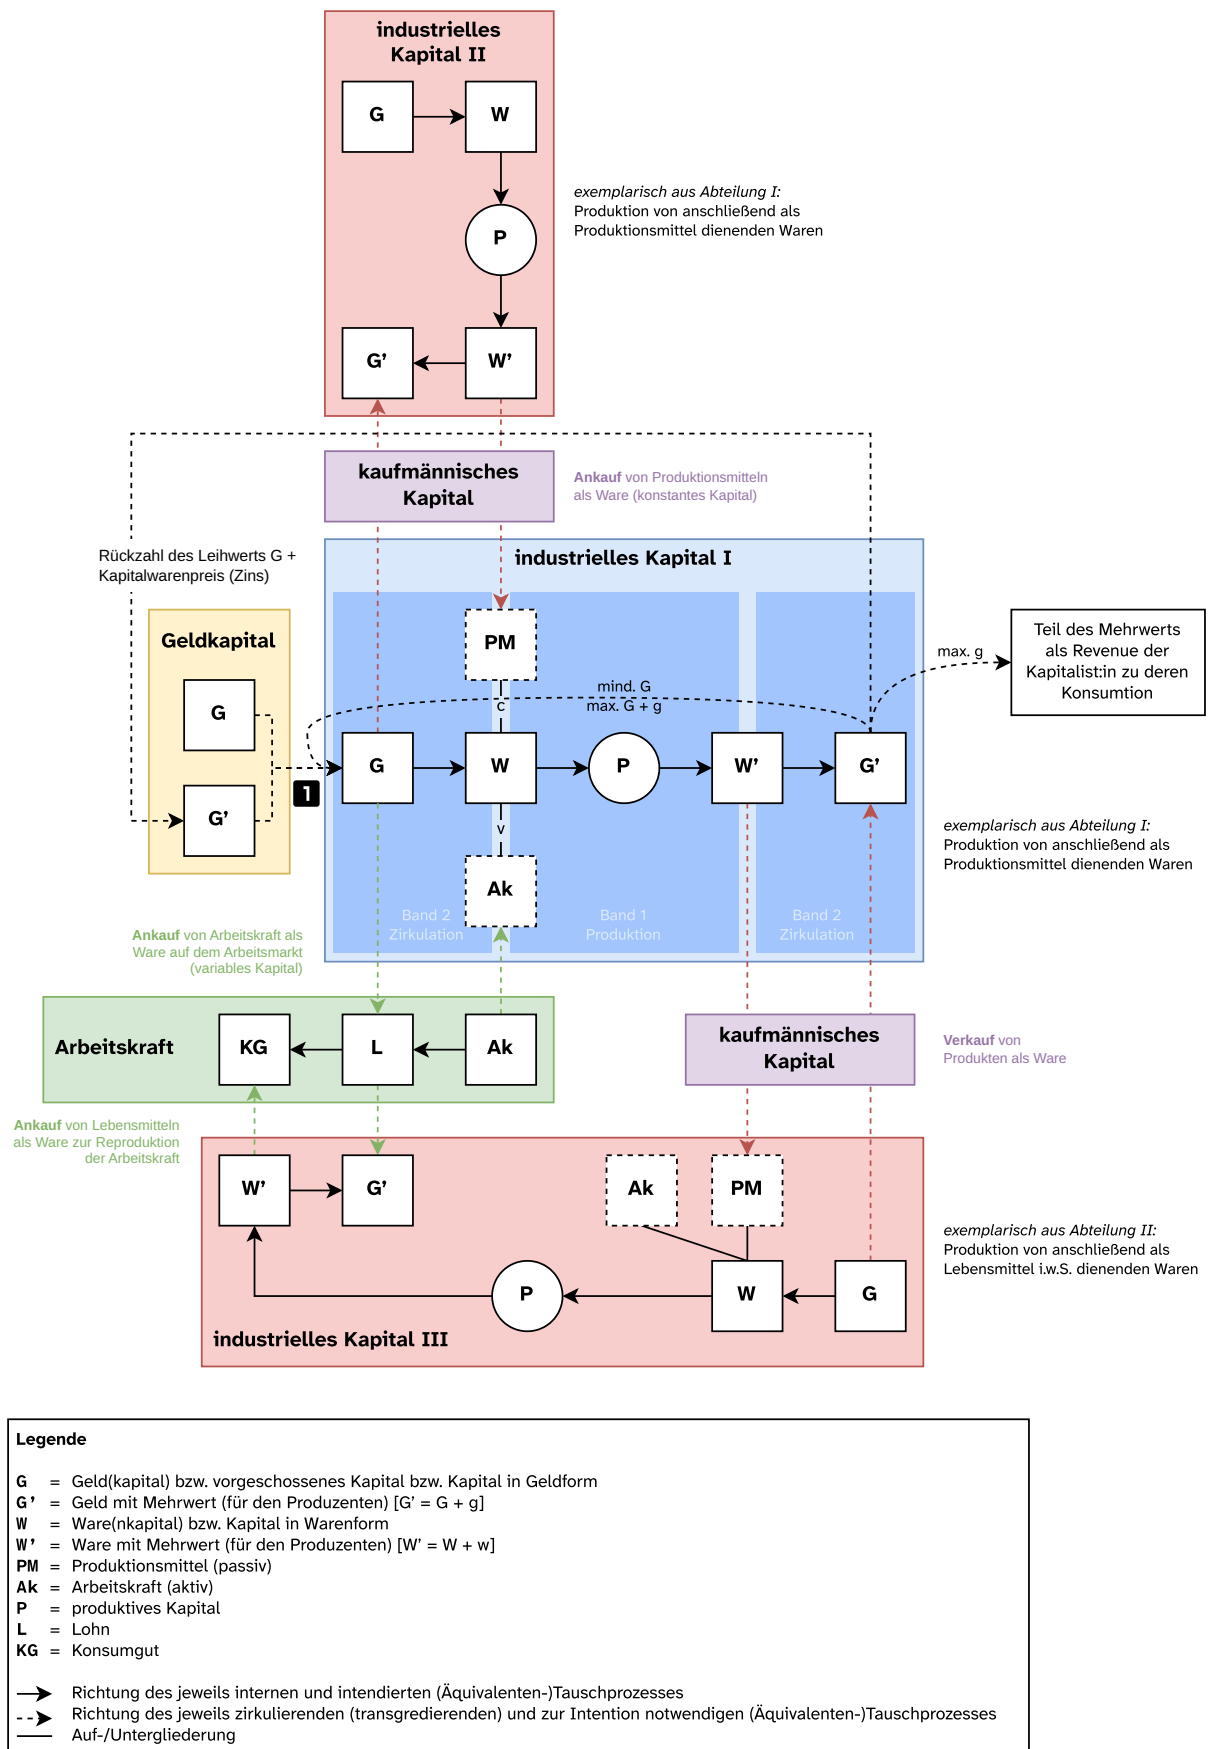 industrielles
Kapital II
G
W
exemplarisch aus Abteilung I:
Produktion von anschließend als
Produktionsmittel dienenden Waren
P
G’
W’
kaufmännisches
Kapital
Ankauf von Produktionsmitteln
als Ware (konstantes Kapital)
Rückzahl des Leihwerts G +
Kapitalwarenpreis (Zins)
industrielles Kapital I
Geldkapital
G
G’
1
PM
c
mind. G
max. G + g
max. g
Teil des Mehrwerts
als Revenue der
Kapitalist:in zu deren
Konsumtion
G
W
P
W’
G’
v
Ak
Band 2
Zirkulation
Band 1
Produktion
Band 2
Zirkulation
exemplarisch aus Abteilung I:
Produktion von anschließend als
Produktionsmittel dienenden Waren
Ankauf von Arbeitskraft als
Ware auf dem Arbeitsmarkt
(variables Kapital)
Arbeitskraft
KG
L
Ak
kaufmännisches
Kapital
Verkauf von
Produkten als Ware
Ankauf von Lebensmitteln
als Ware zur Reproduktion
der Arbeitskraft
W’
G’
Ak
PM
P
W
G
industrielles Kapital III
exemplarisch aus Abteilung II:
Produktion von anschließend als
Lebensmittel i.w.S. dienenden Waren
Legende
G = Geld(kapital) bzw. vorgeschossenes Kapital bzw. Kapital in Geldform
G’ = Geld mit Mehrwert (für den Produzenten) [G’ = G + g]
W = Ware(nkapital) bzw. Kapital in Warenform
W’ = Ware mit Mehrwert (für den Produzenten) [W’ = W + w]
PM = Produktionsmittel (passiv)
Ak = Arbeitskraft (aktiv)
P = produktives Kapital
L = Lohn
KG = Konsumgut
Richtung des jeweils internen und intendierten (Äquivalenten-)Tauschprozesses
Richtung des jeweils zirkulierenden (transgredierenden) und zur Intention notwendigen (Äquivalenten-)Tauschprozesses
Auf-/Untergliederung